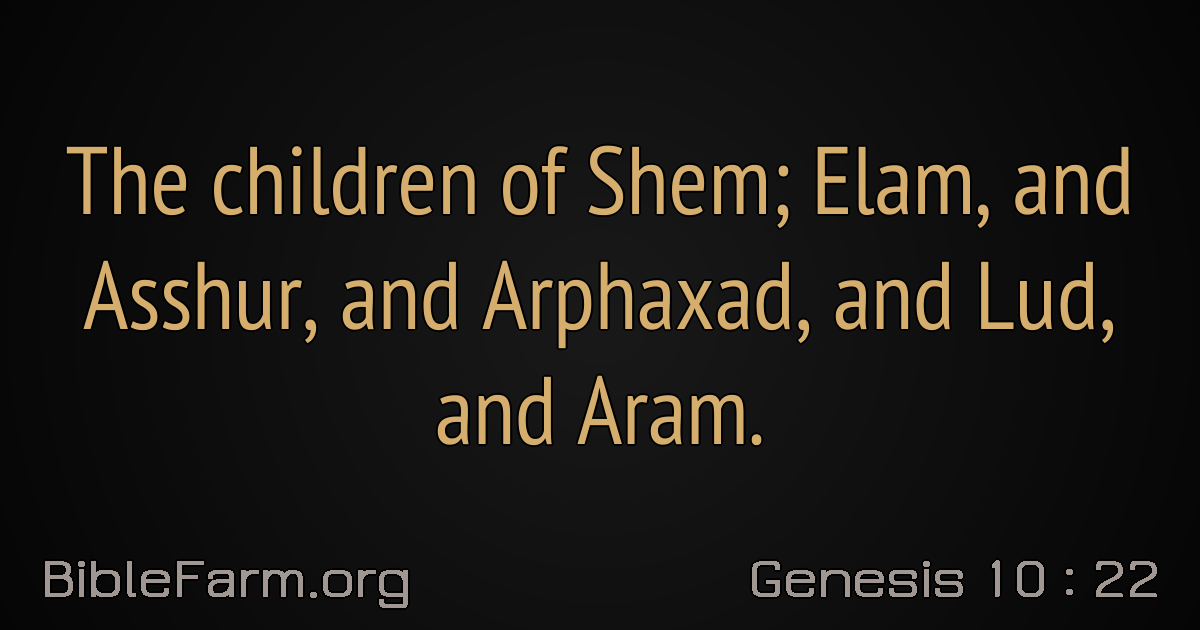 The children of Shem; Elam, and
Asshur, and Arphaxad, and Lud,
and Aram.
BibleFarm.org
Genesis 10 : 22